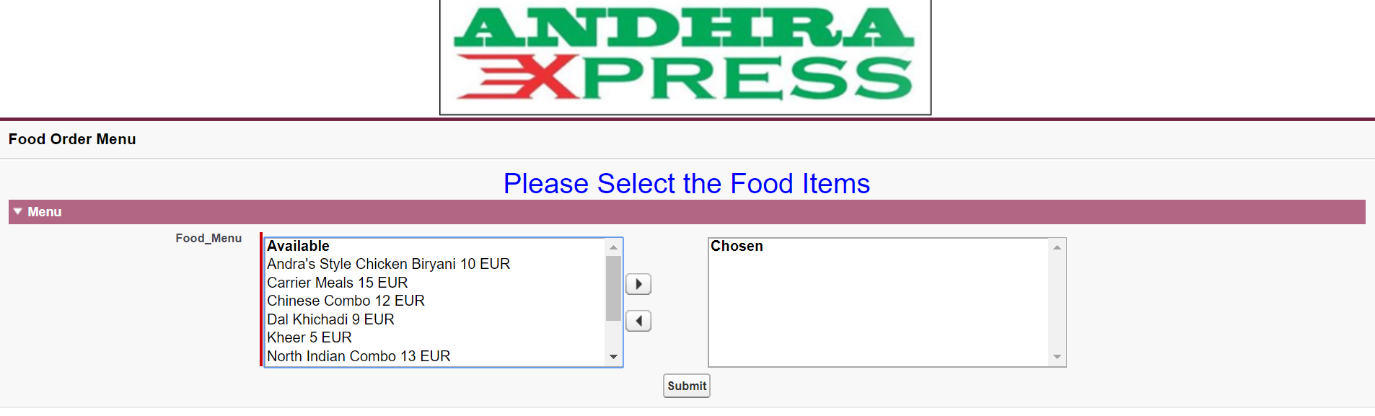 ANDHRA
XPRESS
Food Order Menu
Please Select the Food Items
Menu
Food_Menu
Available
Andra's Style Chicken Biryani 10 EUR
Carrier Meals 15 EUR
Chinese Combo 12 EUR
Dal Khichadi 9 EUR
Kheer 5 EUR
North Indian Combo 13 EUR
Chosen
Submit